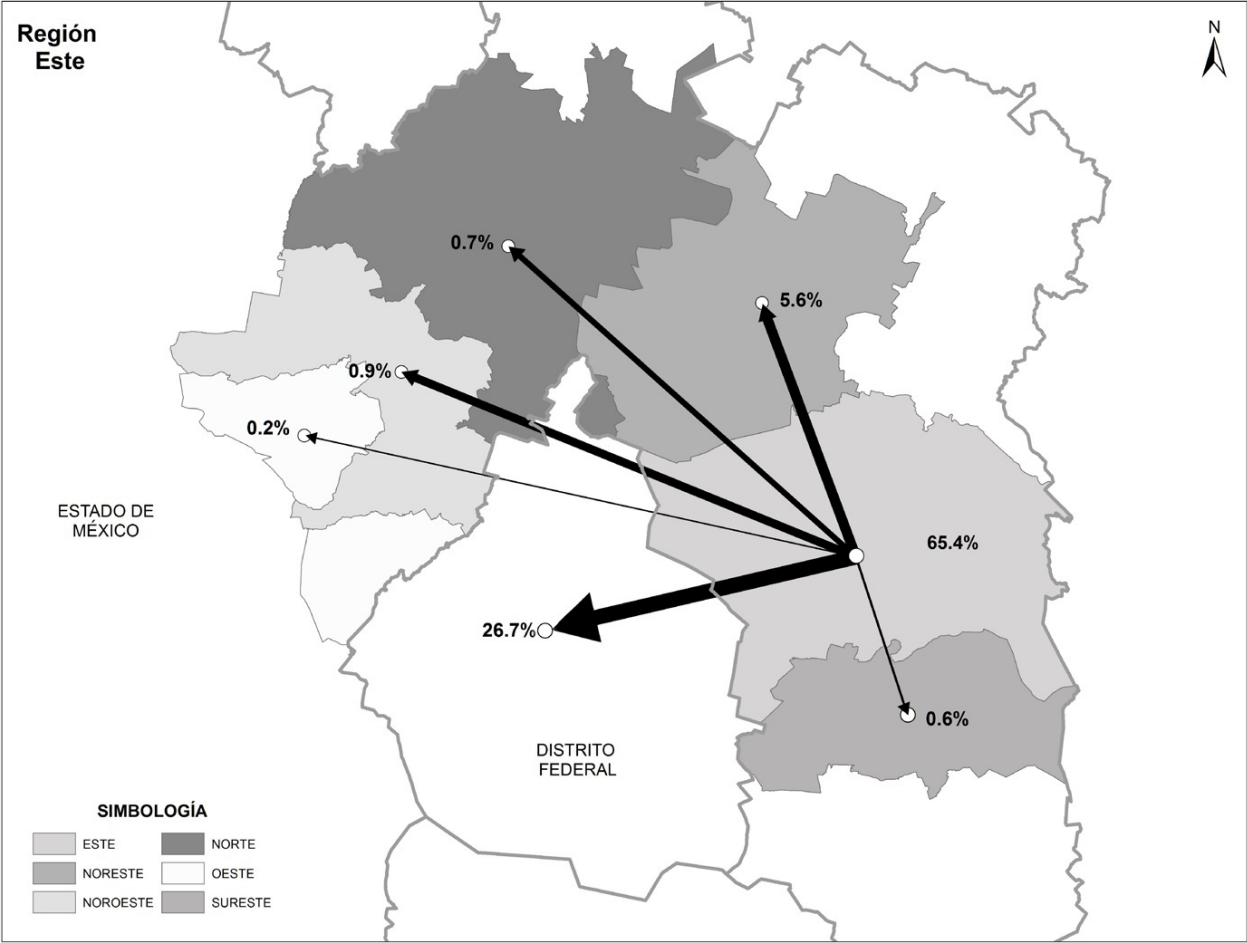 Región
Este
N
0.7%
5.6%
0.9%
0.2%
ESTADO DE
MÉXICO
65.4%
26.7%
0.6%
DISTRITO
FEDERAL
SIMBOLOGÍA
ESTE
NORTE
NORESTE
OESTE
NOROESTE
SURESTE